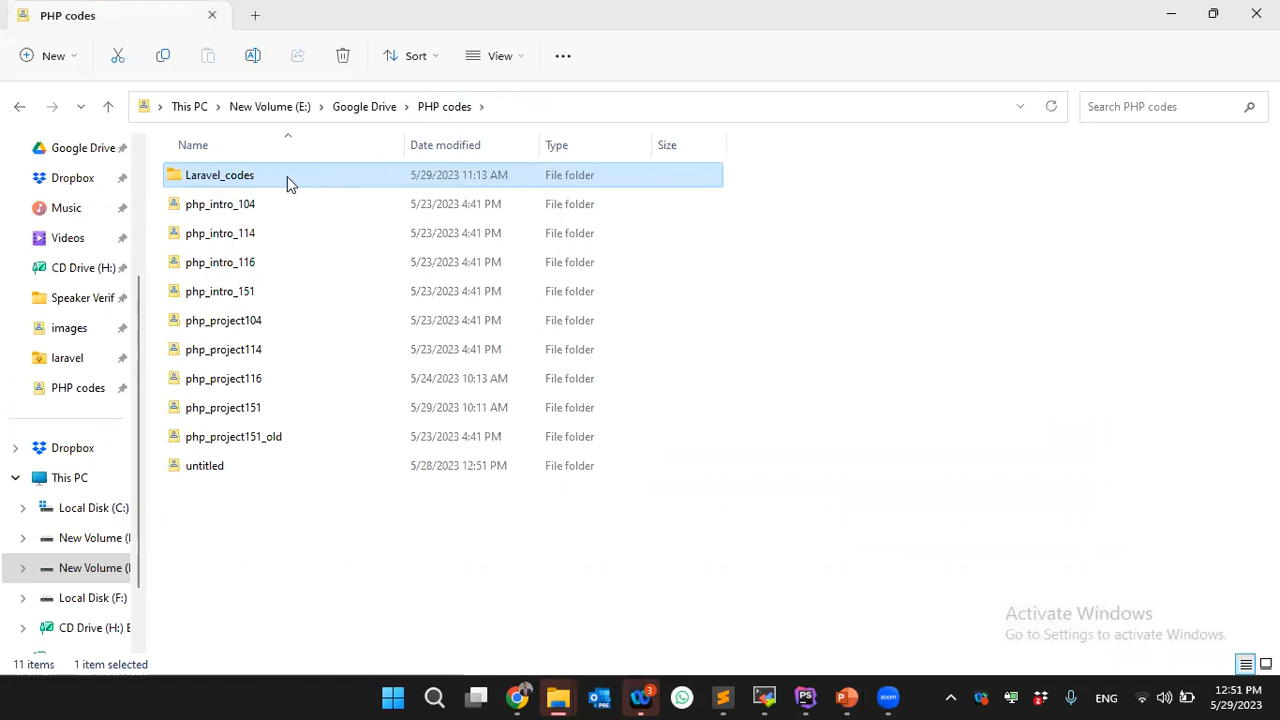 PHP codes
New
Sort
View
This PC
New Volume (E:)
Google Drive
PHP codes
Search PHP codes
Name
Date modified
Type
Size
Google Drive
Dropbox
Music
Videos
CD Drive (H:)
Speaker Verif
images
laravel
PHP codes
Dropbox
This PC
Local Disk (C:)
New Volume (
New Volume (
Local Disk (F:)
CD Drive (H:) E
Laravel_codes 5/29/2023 11:13 AM File folder
php_intro_104 5/23/2023 4:41 PM File folder
php_intro_114 5/23/2023 4:41 PM File folder
php_intro_116 5/23/2023 4:41 PM File folder
php_intro_151 5/23/2023 4:41 PM File folder
php_project104 5/23/2023 4:41 PM File folder
php_project114 5/23/2023 4:41 PM File folder
php_project116 5/24/2023 10:13 AM File folder
php_project151 5/29/2023 10:11 AM File folder
php_project151_old 5/23/2023 4:41 PM File folder
untitled 5/28/2023 12:51 PM File folder
Activate Windows
Go to Settings to activate Windows.
11 items 1 item selected
PRE
3
PS
P
zoom
ENG
12:51 PM
5/29/2023